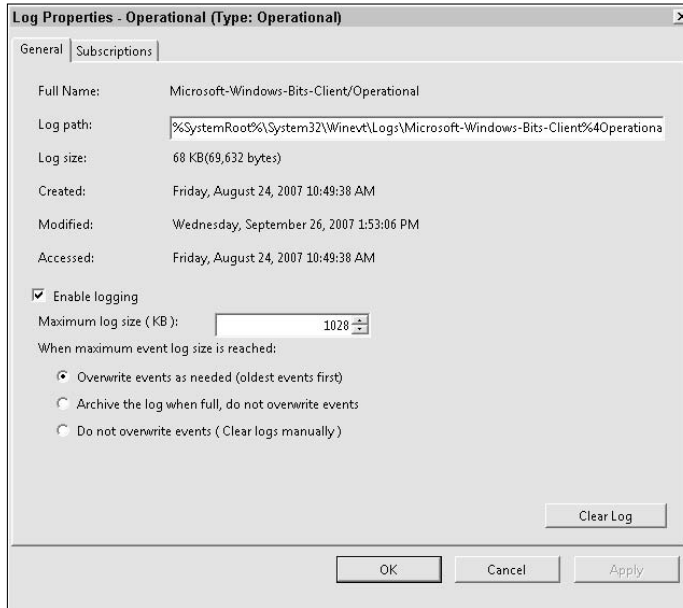 Log Properties - Operational (Type: Operational)
General
Subscriptions
Full Name: Microsoft-Windows-Bits-Client/Operational
Log path: %SystemRoot%\System32\Winevt\Logs\Microsoft-Windows-Bits-Client%4Operationa
Log size: 68 KB(69,632 bytes)
Created: Friday, August 24, 2007 10:49:38 AM
Modified: Wednesday, September 26, 2007 1:53:06 PM
Accessed: Friday, August 24, 2007 10:49:38 AM
Enable logging
Maximum log size ( KB ): 1028
When maximum event log size is reached:
Overwrite events as needed (oldest events first)
Archive the log when full, do not overwrite events
Do not overwrite events ( Clear logs manually )
Clear Log
OK
Cancel
Apply